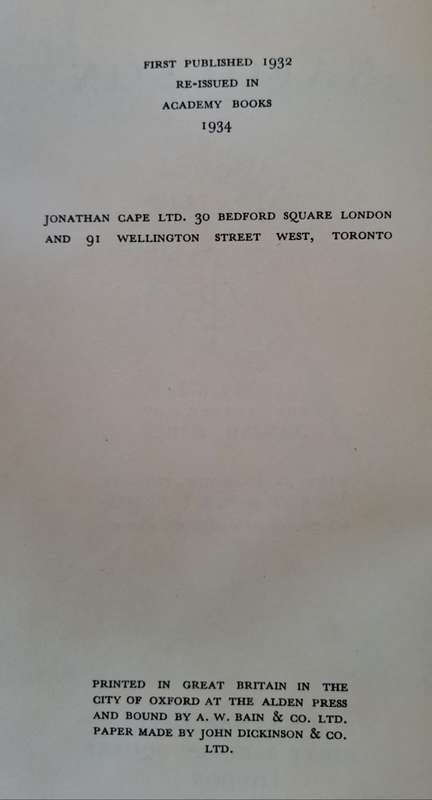 FIRST PUBLISHED 1932
RE-ISSUED IN
ACADEMY BOOKS
1934
JONATHAN CAPE LTD. 30 BEDFORD SQUARE LONDON
AND 91 WELLINGTON STREET WEST, TORONTO
PRINTED IN GREAT BRITAIN IN THE
CITY OF OXFORD AT THE ALDEN PRESS
AND BOUND BY A. W. BAIN & CO. LTD.
PAPER MADE BY JOHN DICKINSON & CO.
LTD.